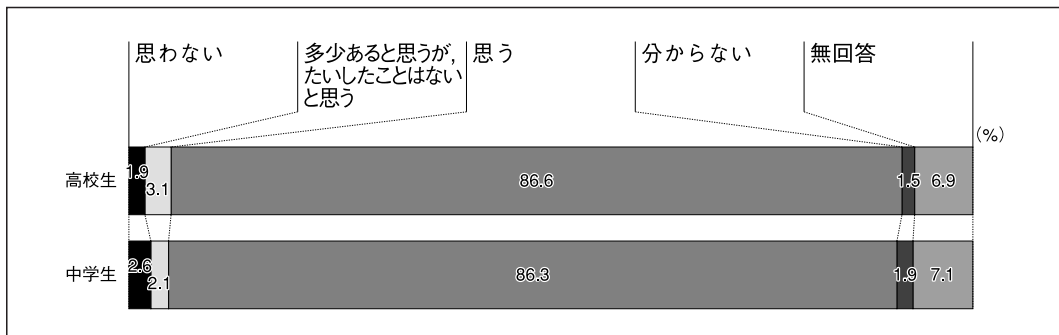 思わない
多少あると思うが,
たいしたことはない
と思う
思う
分からない
無回答
(%)
高校生
1.9
3.1
86.6
1.5
6.9
中学生
2.6
2.1
86.3
1.9
7.1